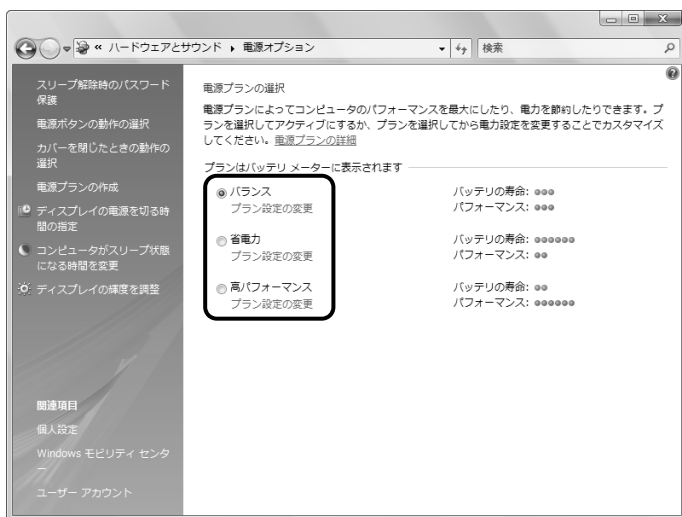 « ハードウェアとサウンド ▸ 電源オプション
検索
スリープ解除時のパスワード
保護
電源ボタンの動作の選択
カバーを閉じたときの動作の
選択
電源プランの作成
ディスプレイの電源を切る時
間の指定
コンピュータがスリープ状態
になる時間を変更
ディスプレイの輝度を調整
関連項目
個人設定
Windows モビリティ センタ
ー
ユーザー アカウント
電源プランの選択
電源プランによってコンピュータのパフォーマンスを最大にしたり、電力を節約したりできます。プ
ランを選択してアクティブにするか、プランを選択してから電力設定を変更することでカスタマイズ
してください。電源プランの詳細
プランはバッテリ メーターに表示されます
バランス バッテリの寿命:
プラン設定の変更 パフォーマンス:
省電力 バッテリの寿命:
プラン設定の変更 パフォーマンス:
高パフォーマンス バッテリの寿命:
プラン設定の変更 パフォーマンス: